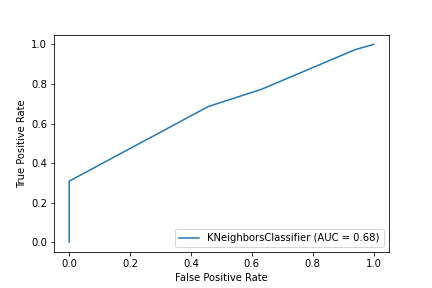 1.0
0.8
0.6
0.4
0.2
0.0
True Positive Rate
KNeighborsClassifier (AUC = 0.68)
0.0 0.2 0.4 0.6 0.8 1.0
False Positive Rate